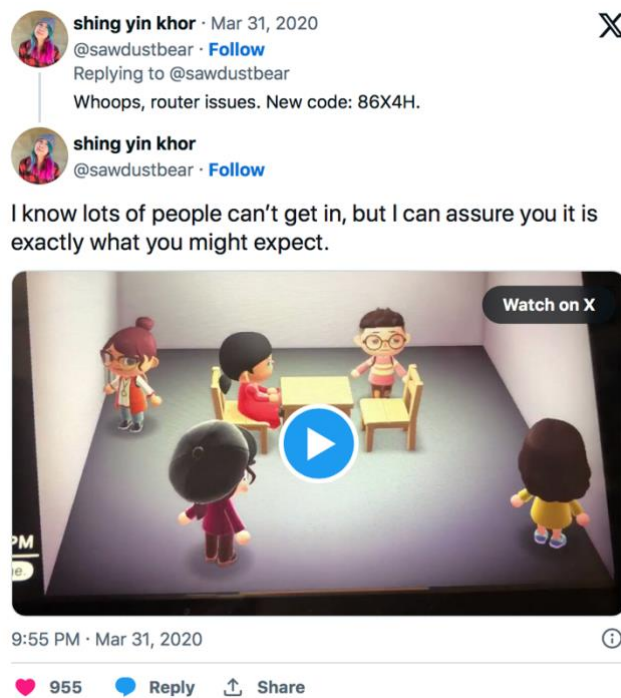 shing yin khor · Mar 31, 2020
@sawdustbear · Follow
Replying to @sawdustbear
Whoops, router issues. New code: 86X4H.
shing yin khor
@sawdustbear · Follow
I know lots of people can’t get in, but I can assure you it is
exactly what you might expect.
Watch on X
PM
e.
9:55 PM · Mar 31, 2020
955 Reply Share